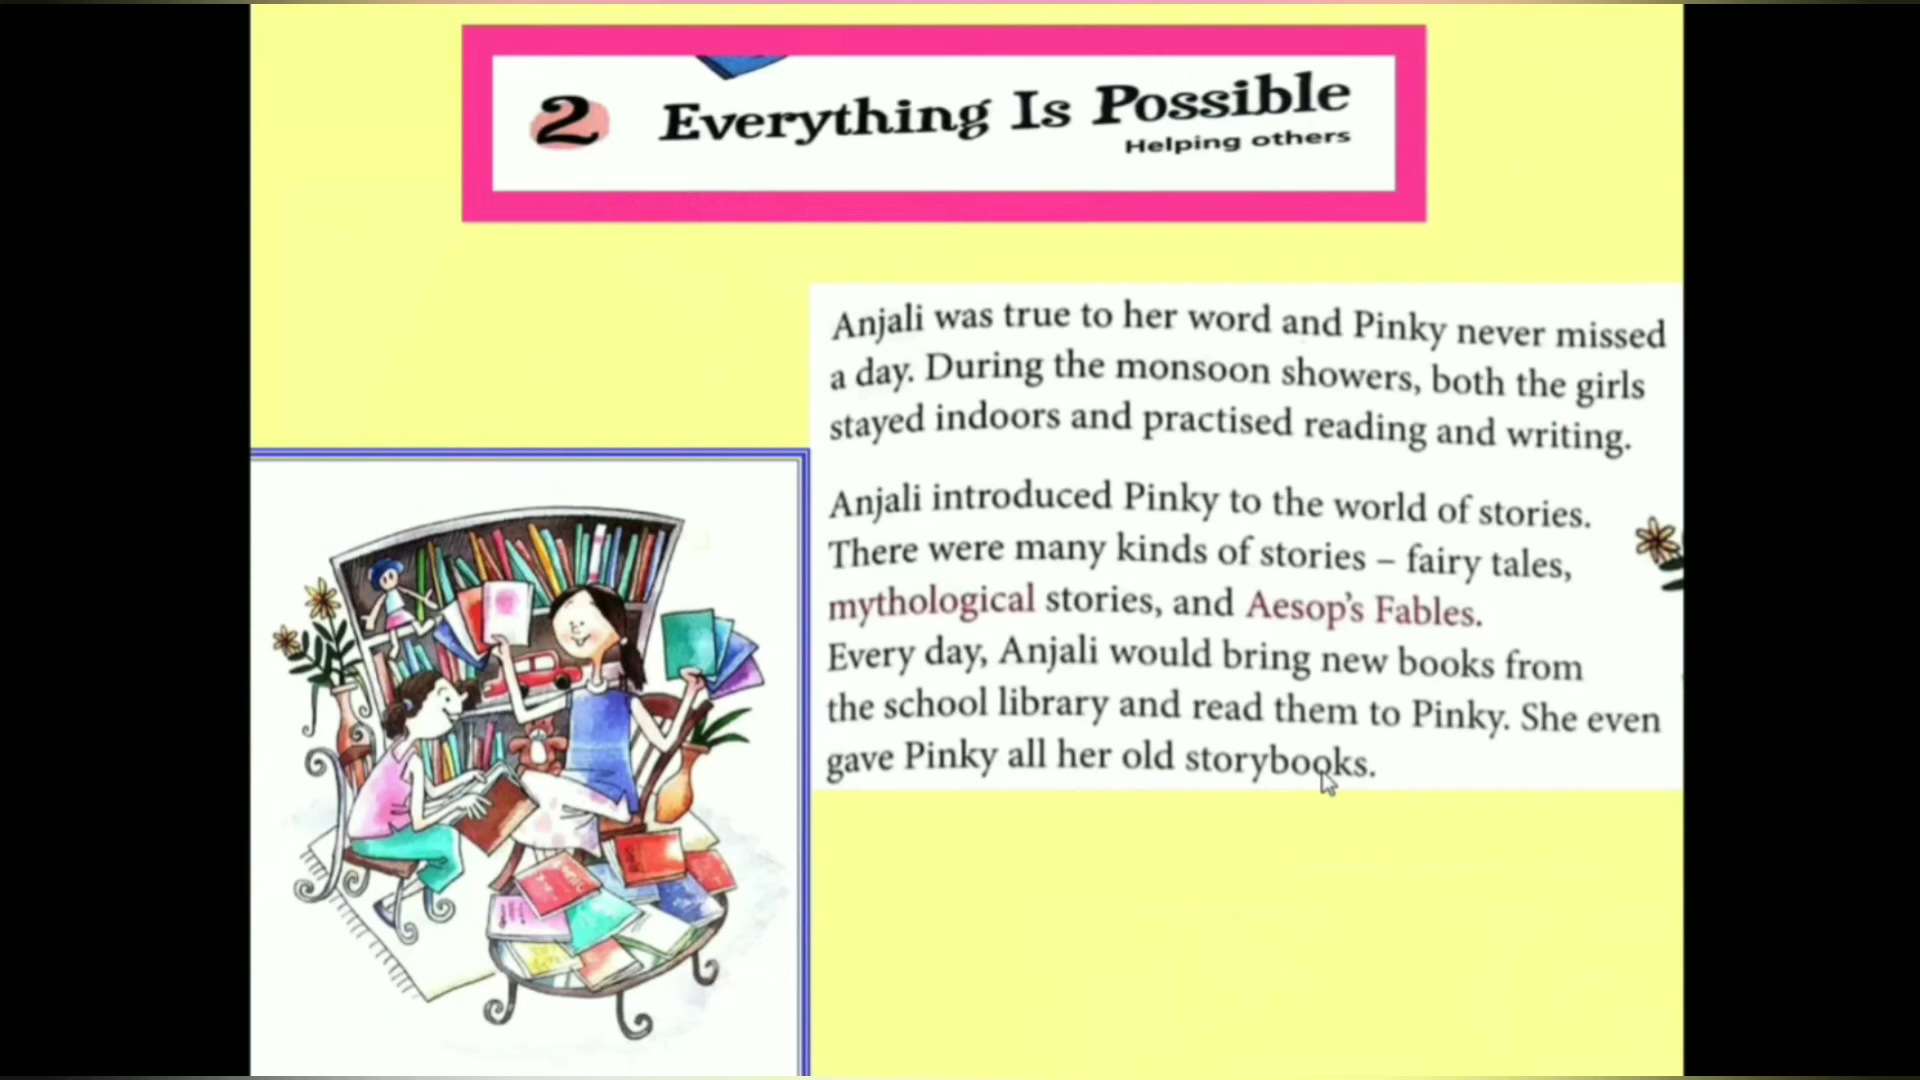 2 Everything Is Possible
Helping others
Anjali was true to her word and Pinky never missed
a day. During the monsoon showers, both the girls
stayed indoors and practised reading and writing.
Anjali introduced Pinky to the world of stories.
There were many kinds of stories – fairy tales,
mythological stories, and Aesop's Fables.
Every day, Anjali would bring new books from
the school library and read them to Pinky. She even
gave Pinky all her old storybooks.